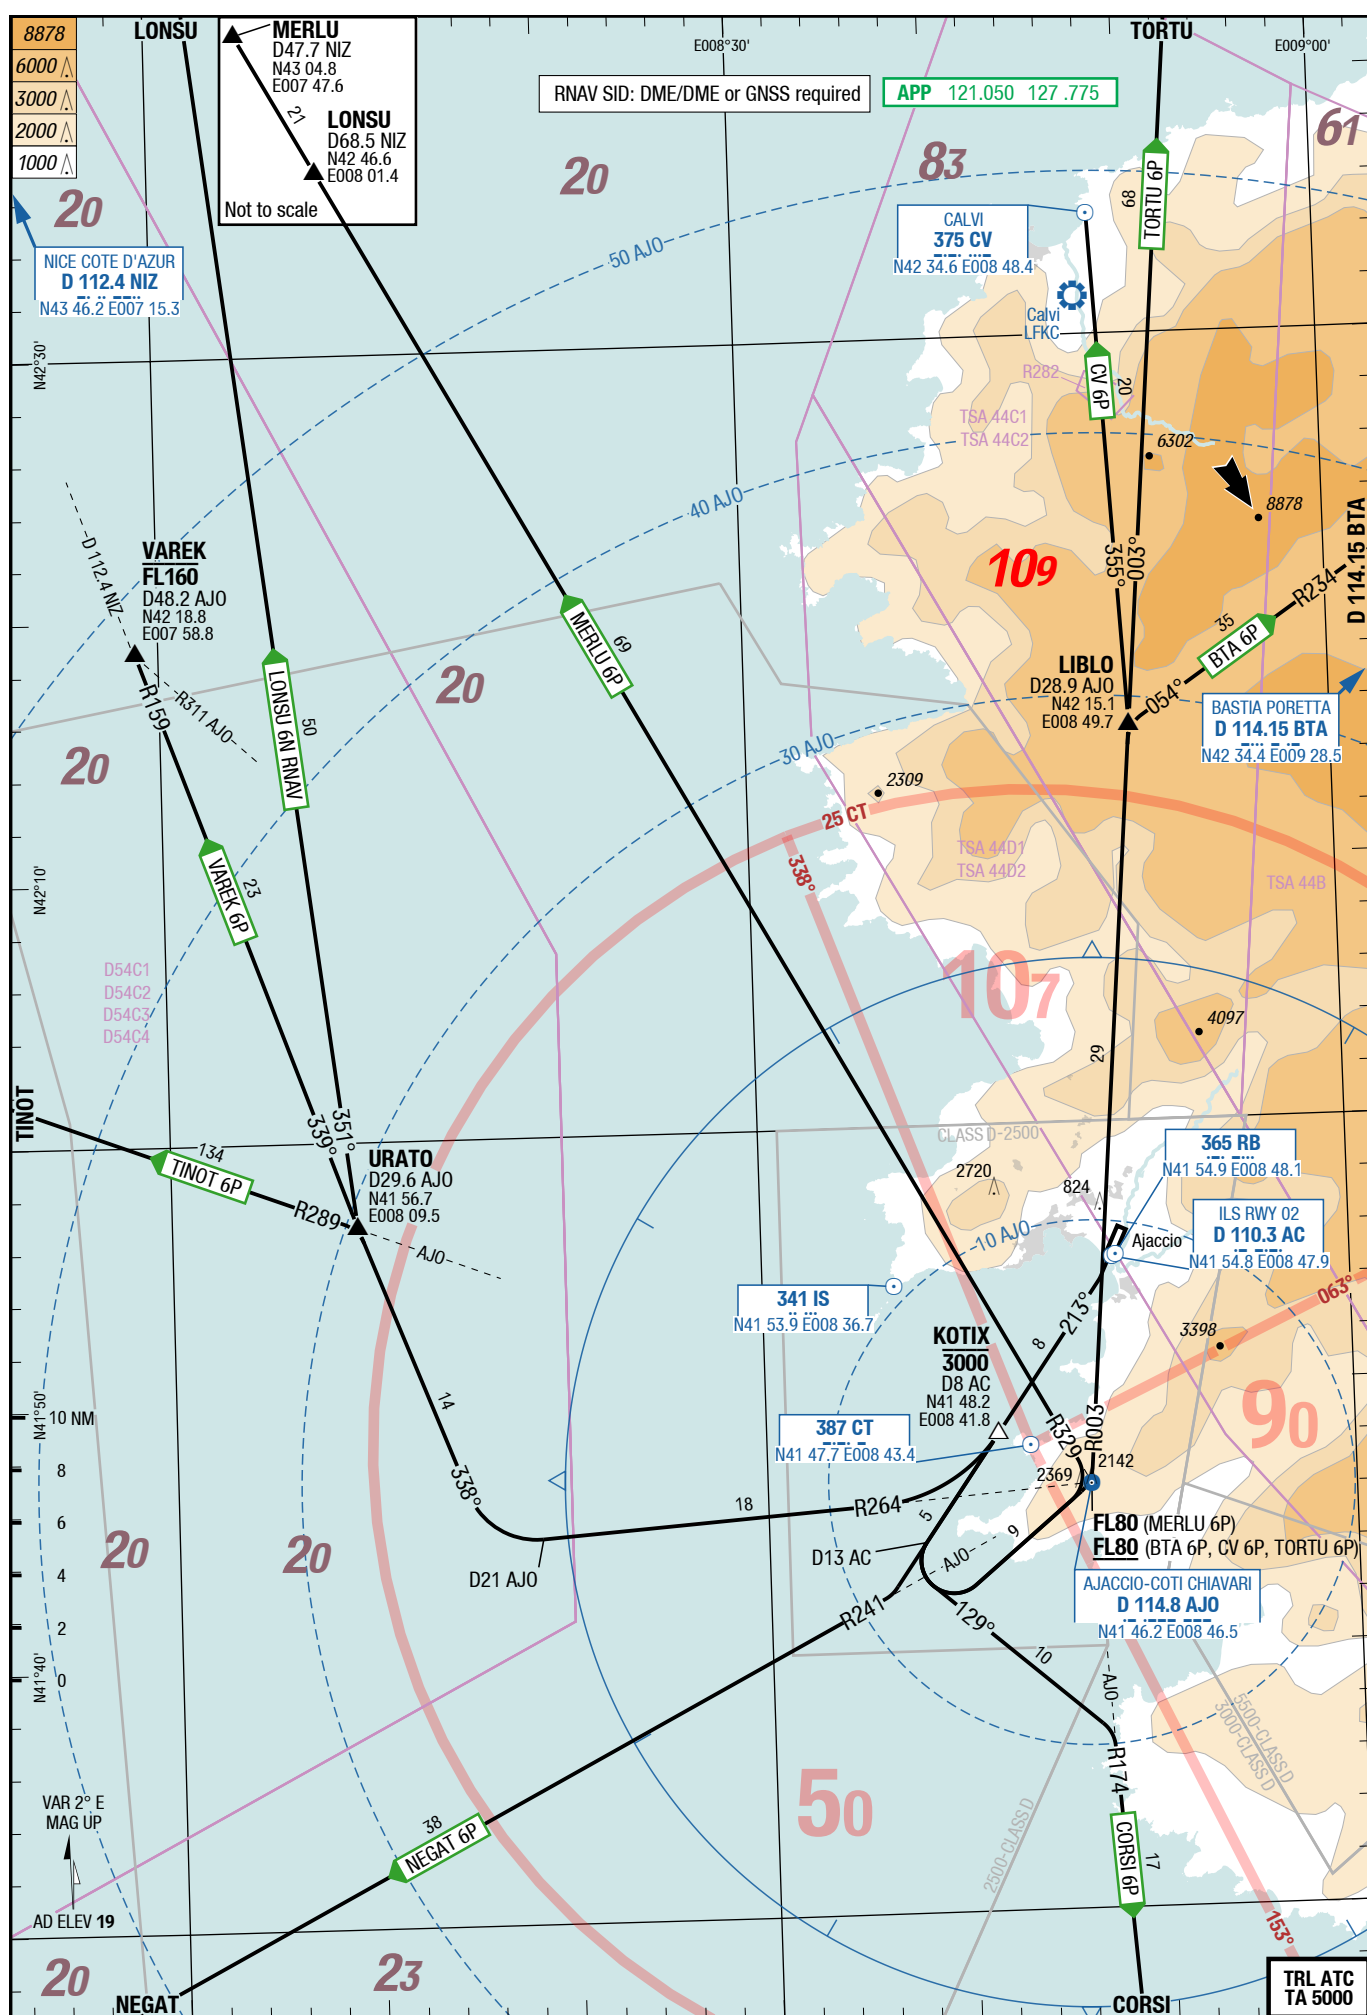 8878
6000
3000
2000
1000
LONSU
MERLU
D47.7 NIZ
N43 04.8
E007 47.6
21
LONSU
D68.5 NIZ
N42 46.6
E008 01.4
Not to scale
E008°30'
TORTU
E009°00'
RNAV SID: DME/DME or GNSS required
APP 121.050 127 .775
61
83
20
20
NICE COTE D'AZUR
D 112.4 NIZ
N43 46.2 E007 15.3
50 AJO
CALVI
375 CV
N42 34.6 E008 48.4
68
TORTU 6P
Calvi
LFKC
N42°30'
R282
CV 6P
20
TSA 44C1
TSA 44C2
6302
8878
40 AJO
D 112.4 NIZ
VAREK
FL160
D48.2 AJO
N42 18.8
E007 58.8
109
355°
003°
D 114.15 BTA
R234
35
BTA 6P
054°
MERLU 6P
69
LIBLO
D28.9 AJO
N42 15.1
E008 49.7
R159
R311 AJO
LONSU 6N RNAV
50
20
20
30 AJO
BASTIA PORETTA
D 114.15 BTA
N42 34.4 E009 28.5
2309
25 CT
338°
TSA 44D1
TSA 44D2
TSA 44B
VAREK 6P
23
N42°10'
D54C1
D54C2
D54C3
D54C4
107
4097
29
TINOT
339°
351°
134
TINOT 6P
R289
URATO
D29.6 AJO
N41 56.7
E008 09.5
AJO
CLASS D-2500
2720
824
365 RB
N41 54.9 E008 48.1
10 AJO
Ajaccio
ILS RWY 02
D 110.3 AC
N41 54.8 E008 47.9
341 IS
N41 53.9 E008 36.7
063°
213°
8
3398
KOTIX
3000
D8 AC
N41 48.2
E008 41.8
14
N41°50'
10 NM
8
6
4
2
0
387 CT
N41 47.7 E008 43.4
R329
R003
2369
2142
90
338°
18
R264
5
9
FL80 (MERLU 6P)
FL80 (BTA 6P, CV 6P, TORTU 6P)
D13 AC
AJO
D21 AJO
20
20
AJACCIO-COTI CHIAVARI
D 114.8 AJO
N41 46.2 E008 46.5
R241
129°
10
AJO
N41°40'
5500-CLASS D
3000-CLASS D
R174
VAR 2° E
MAG UP
38
NEGAT 6P
50
2500-CLASS D
CORSI 6P
17
AD ELEV 19
153°
20
23
NEGAT
CORSI
TRL ATC
TA 5000